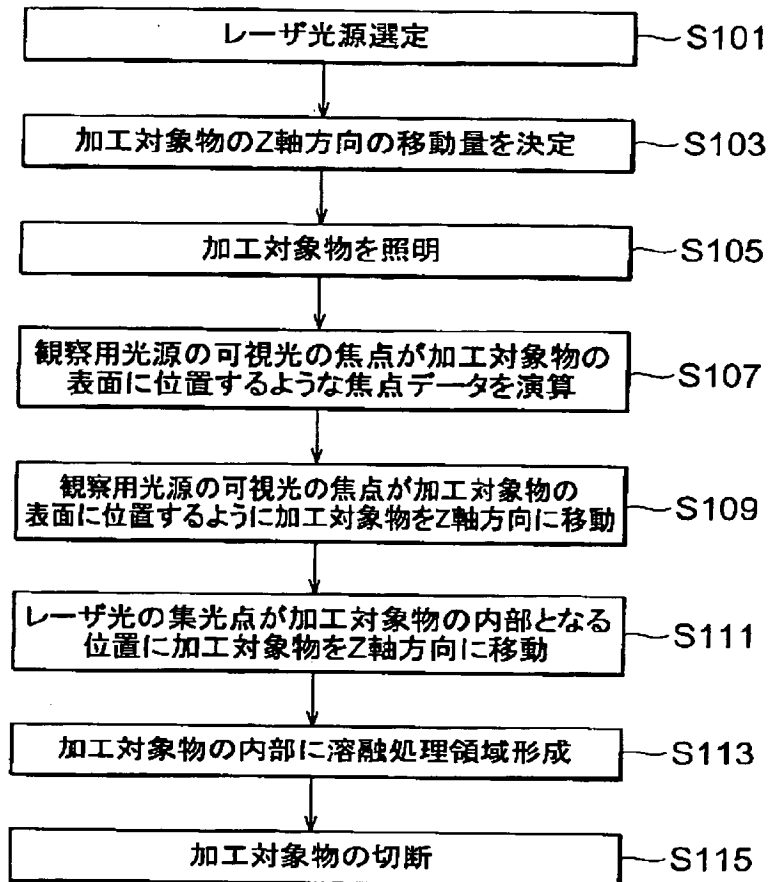 レーザ光源選定
S101
加工対象物のZ軸方向の移動量を決定
S103
加工対象物を照明
S105
観察用光源の可視光の焦点が加工対象物の
表面に位置するような焦点データを演算
S107
観察用光源の可視光の焦点が加工対象物の
表面に位置するように加工対象物をZ軸方向に移動
S109
レーザ光の集光点が加工対象物の内部となる
位置に加工対象物をZ軸方向に移動
S111
加工対象物の内部に溶融処理領域形成
S113
加工対象物の切断
S115